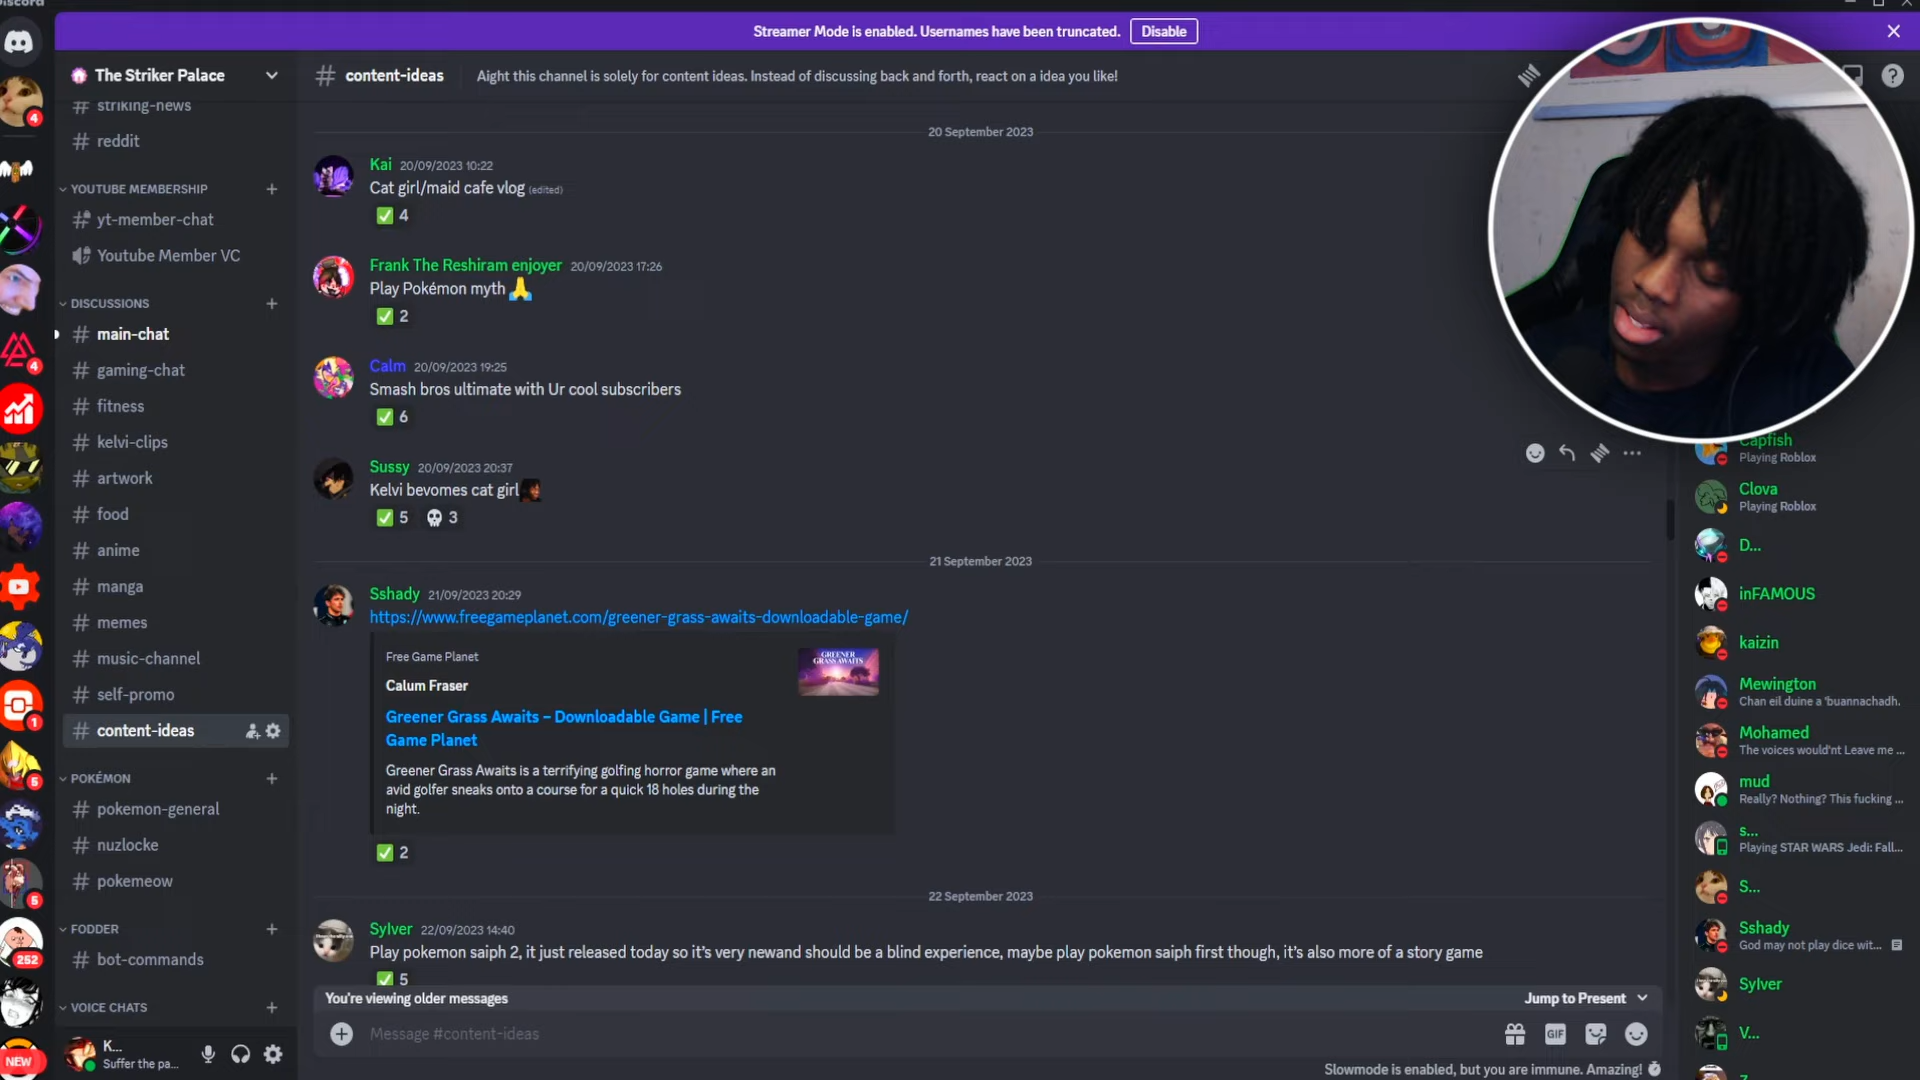 Discord
Streamer Mode is enabled. Usernames have been truncated.
Disable
The Striker Palace
content-ideas
Aight this channel is solely for content ideas. Instead of discussing back and forth, react on a idea you like!
striking-news
reddit
YOUTUBE MEMBERSHIP
yt-member-chat
Youtube Member VC
DISCUSSIONS
main-chat
gaming-chat
fitness
kelvi-clips
artwork
food
anime
manga
memes
music-channel
self-promo
content-ideas
POKÉMON
pokemon-general
nuzlocke
pokemeow
FODDER
bot-commands
VOICE CHATS
K...
Suffer the pa...
4
4
1
5
5
252
NEW
20 September 2023
Kai 20/09/2023 10:22
Cat girl/maid cafe vlog (edited)
4
Frank The Reshiram enjoyer 20/09/2023 17:26
Play Pokémon myth
2
Calm 20/09/2023 19:25
Smash bros ultimate with Ur cool subscribers
6
Sussy 20/09/2023 20:37
Kelvi bevomes cat girl
5 3
21 September 2023
Sshady 21/09/2023 20:29
https://www.freegameplanet.com/greener-grass-awaits-downloadable-game/
Free Game Planet
Calum Fraser
Greener Grass Awaits – Downloadable Game | Free
Game Planet
Greener Grass Awaits is a terrifying golfing horror game where an
avid golfer sneaks onto a course for a quick 18 holes during the
night.
GREENER
GRASS AWAITS
2
22 September 2023
Sylver 22/09/2023 14:40
Play pokemon saiph 2, it just released today so it's very newand should be a blind experience, maybe play pokemon saiph first though, it's also more of a story game
5
You're viewing older messages
Jump to Present
Message #content-ideas
GIF
Slowmode is enabled, but you are immune. Amazing!
Capfish
Playing Roblox
Clova
Playing Roblox
D...
inFAMOUS
kaizin
Mewington
Chan eil duine a 'buannachadh.
Mohamed
The voices would'nt Leave me ...
mud
Really? Nothing? This fucking ...
s...
Playing STAR WARS Jedi: Fall...
S...
Sshady
God may not play dice wit...
Sylver
V...